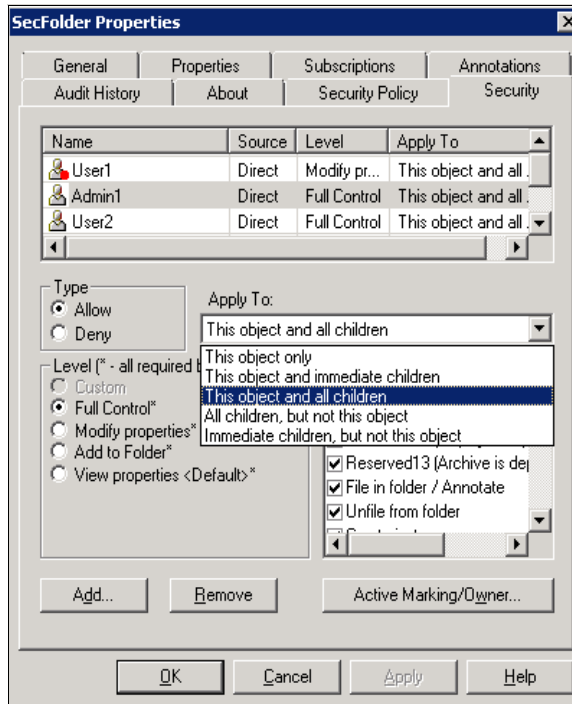 SecFolder Properties
General Properties Subscriptions Annotations
Audit History About Security Policy Security
Name Source Level Apply To
User1 Direct Modify pr... This object and all .
Admin1 Direct Full Control This object and all .
User2 Direct Full Control This object and all .
Type
Allow
Deny
Apply To:
This object and all children
This object only
This object and immediate children
This object and all children
All children, but not this object
Immediate children, but not this object
Level (* - all required b
Custom
Full Control*
Modify properties*
Add to Folder*
View properties <Default>*
Reserved13 (Archive is dep
File in folder / Annotate
Unfile from folder
Add... Remove Active Marking/Owner...
OK Cancel Apply Help